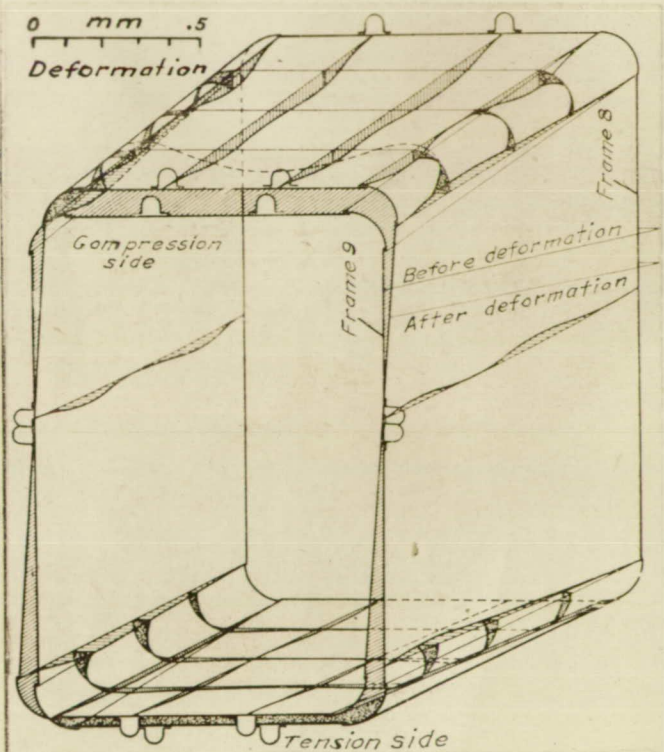 0 mm .5
Deformation
Compression
side
Frame 9
Frame 8
Before deformation
After deformation
Tension side